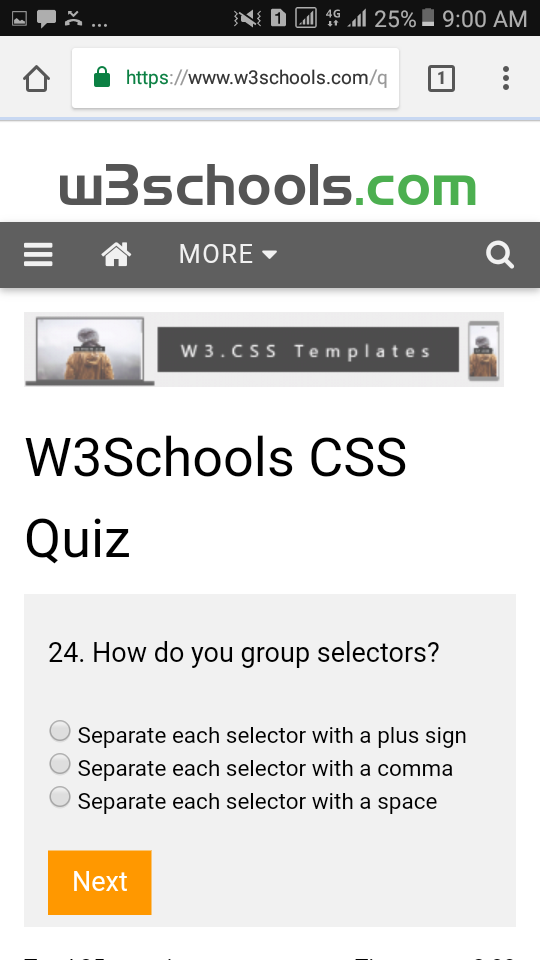 ... 1 4G 25% 9:00 AM
https://www.w3schools.com/q 1
w3schools.com
MORE
W3.CSS Templates
W3Schools CSS
Quiz
24. How do you group selectors?
Separate each selector with a plus sign
Separate each selector with a comma
Separate each selector with a space
Next